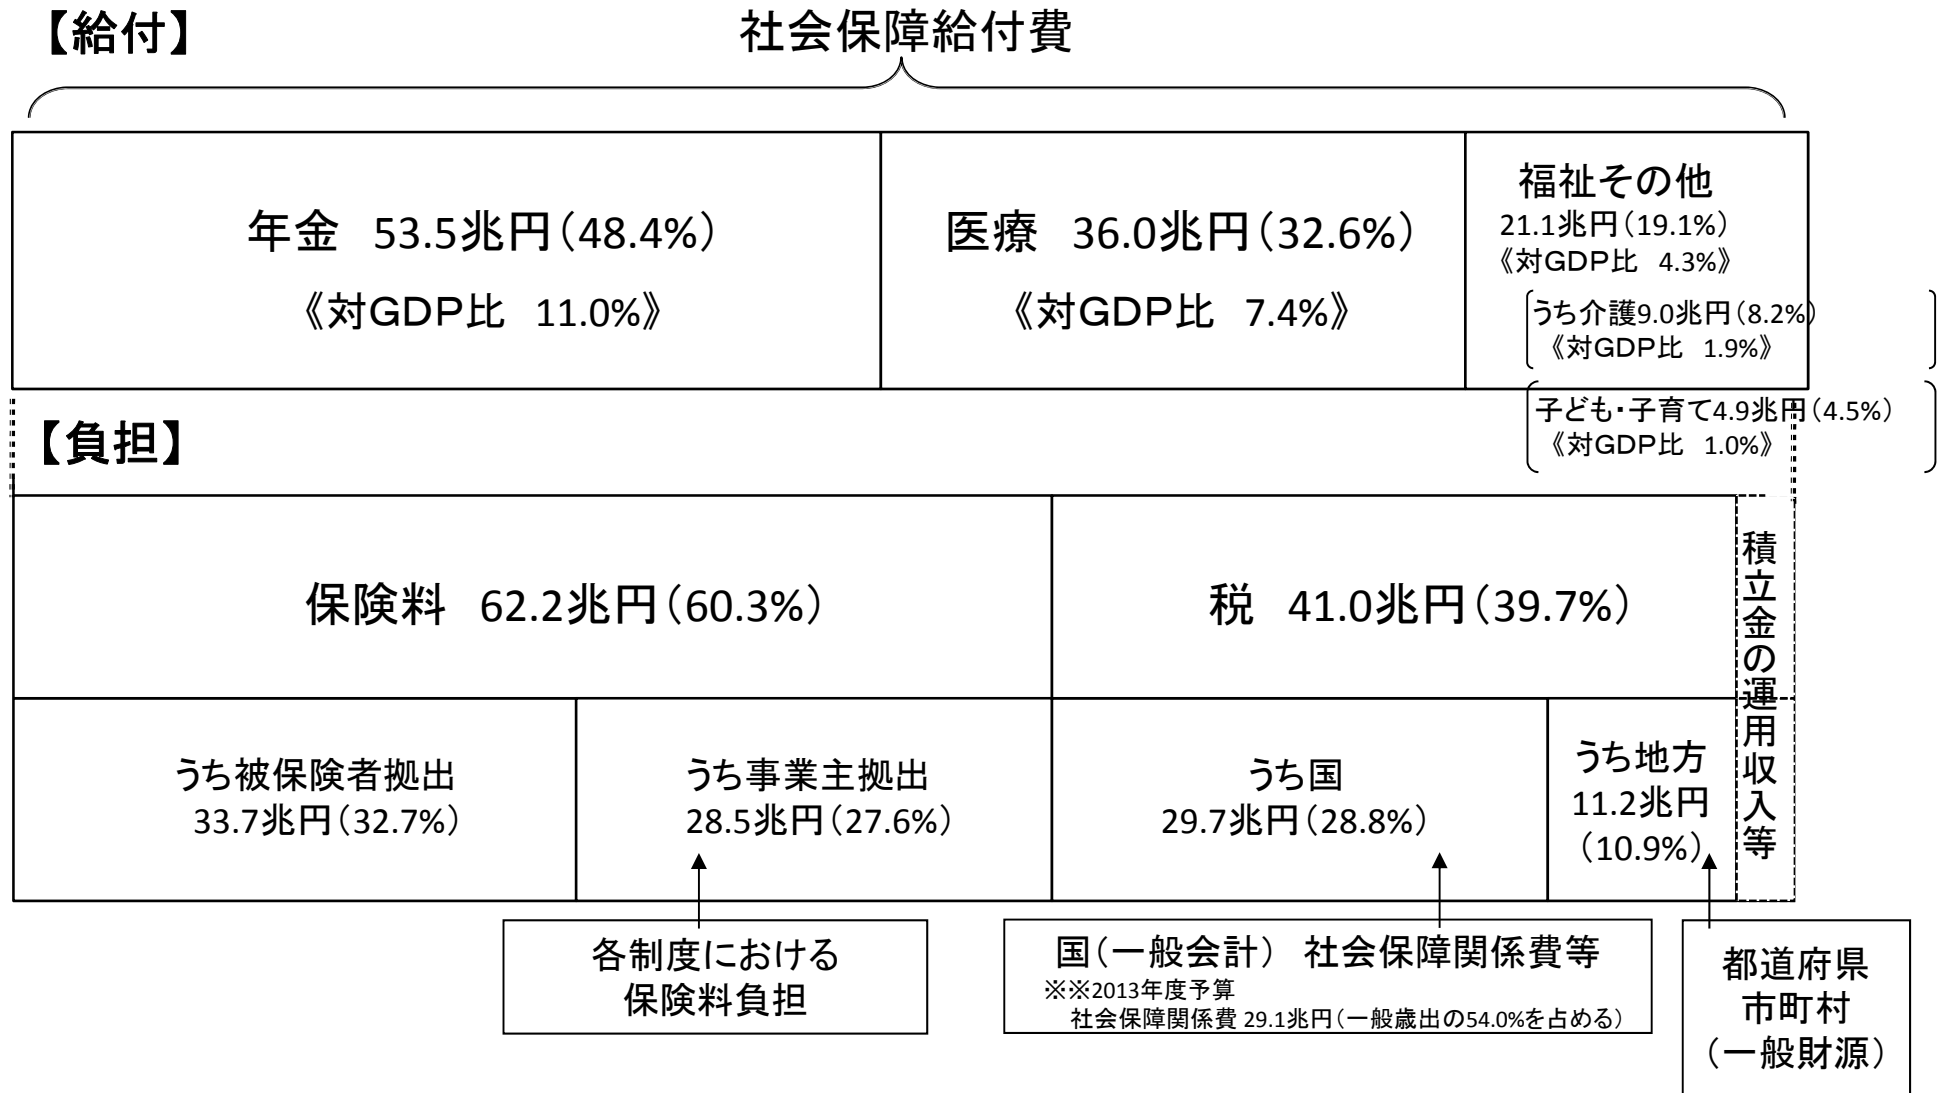 【給付】
社会保障給付費
年金 53.5兆円(48.4%)
《対GDP比 11.0%》
医療 36.0兆円(32.6%)
《対GDP比 7.4%》
福祉その他
21.1兆円(19.1%)
《対GDP比 4.3%》
うち介護9.0兆円(8.2%)
《対GDP比 1.9%》
子ども・子育て4.9兆円(4.5%)
《対GDP比 1.0%》
【負担】
保険料 62.2兆円(60.3%)
税 41.0兆円(39.7%)
積立金の運用収入等
うち被保険者拠出
33.7兆円(32.7%)
うち事業主拠出
28.5兆円(27.6%)
うち国
29.7兆円(28.8%)
うち地方
11.2兆円
(10.9%)
各制度における
保険料負担
国(一般会計) 社会保障関係費等
※※2013年度予算
社会保障関係費 29.1兆円(一般歳出の54.0%を占める)
都道府県
市町村
(一般財源)